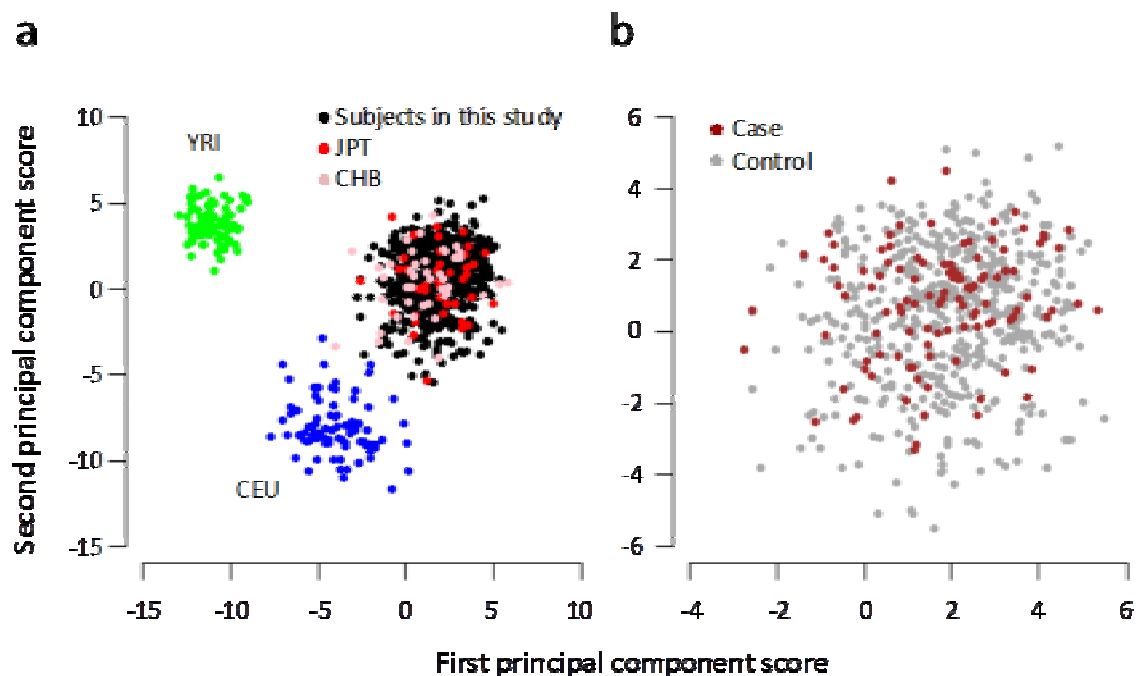 a
b
Second principal component score
10
5
0
-5
-10
-15
YRI
CEU
Subjects in this study
JPT
CHB
-15
-10
-5
0
5
10
6
4
2
0
-2
-4
-6
Case
Control
-4
-2
0
2
4
6
First principal component score